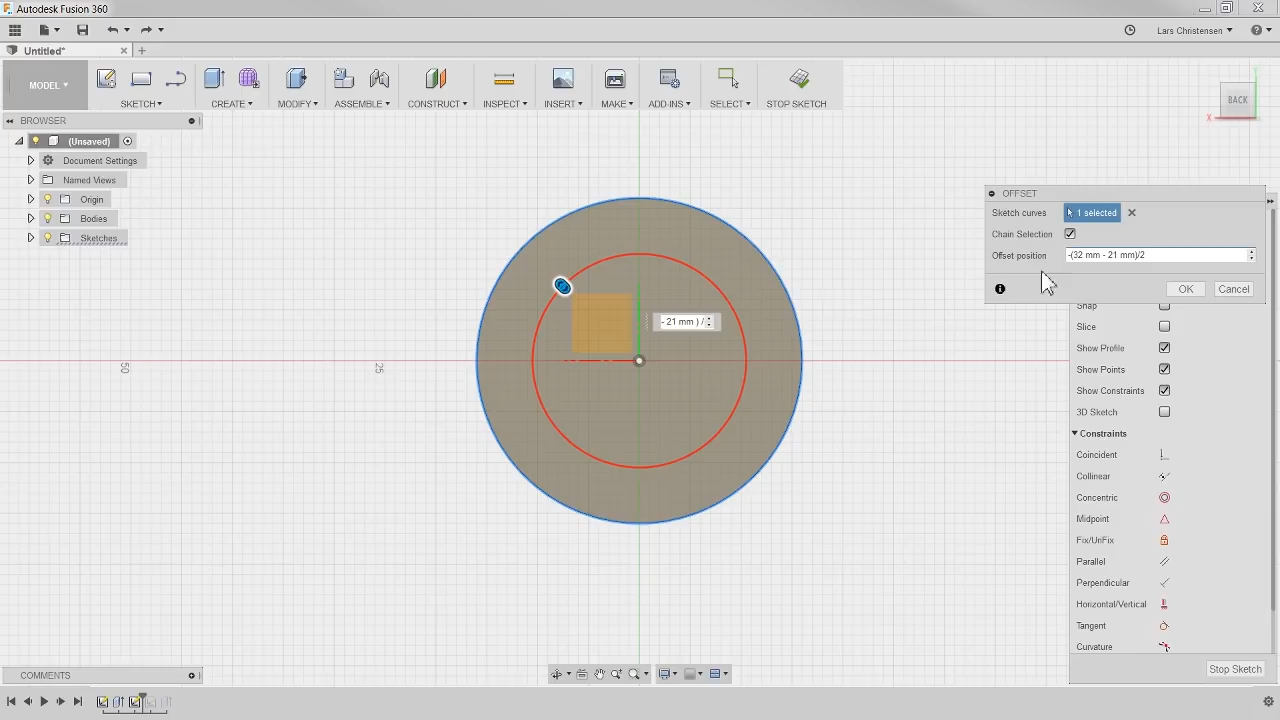 Autodesk Fusion 360
Lars Christensen
Untitled*
MODEL
SKETCH
CREATE
MODIFY
ASSEMBLE
CONSTRUCT
INSPECT
INSERT
MAKE
ADD-INS
SELECT
STOP SKETCH
BROWSER
(Unsaved)
Document Settings
Named Views
Origin
Bodies
Sketches
BACK
X
50
25
- 21 mm ) /
OFFSET
Sketch curves
1 selected
Chain Selection
Offset position
-(32 mm - 21 mm)/2
OK
Cancel
Snap
Slice
Show Profile
Show Points
Show Constraints
3D Sketch
Constraints
Coincident
Collinear
Concentric
Midpoint
Fix/UnFix
Parallel
Perpendicular
Horizontal/Vertical
Tangent
Curvature
Stop Sketch
COMMENTS